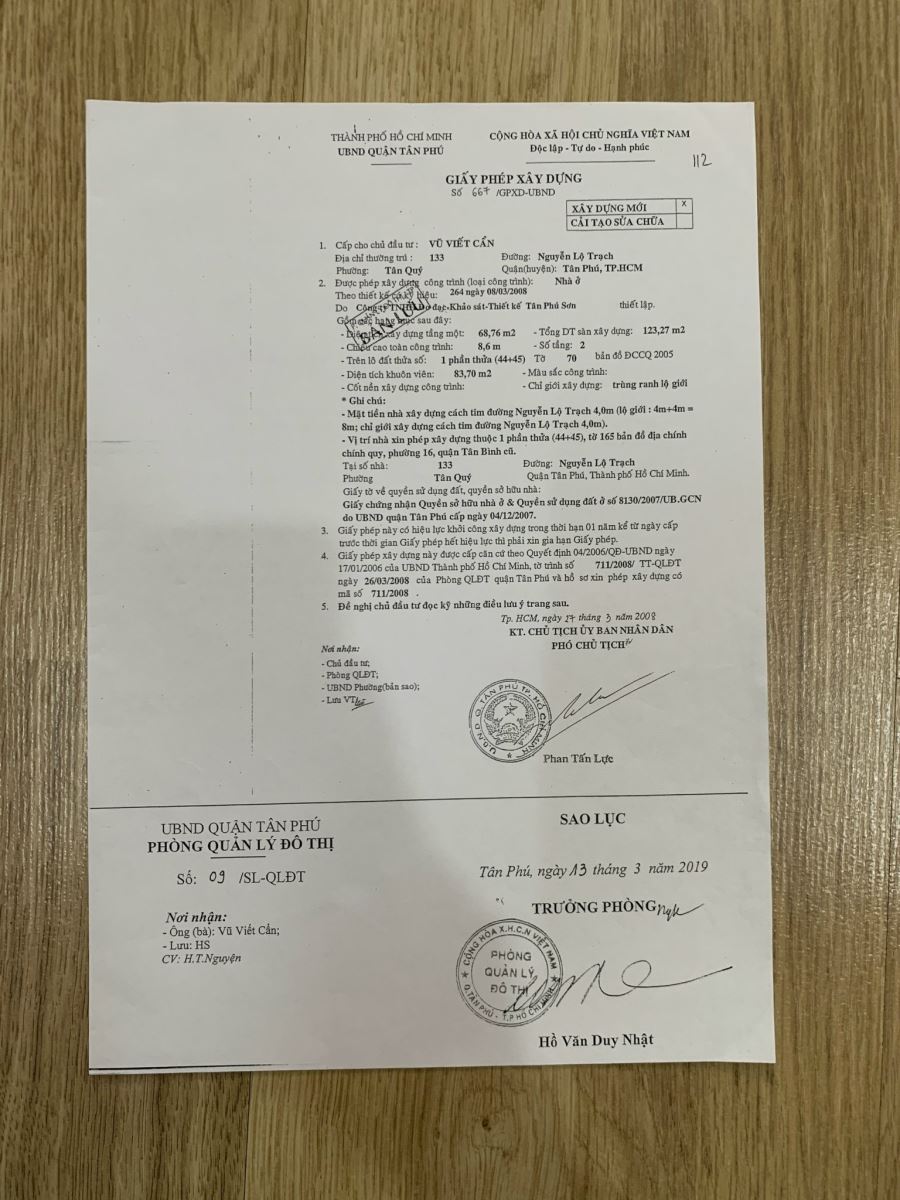 THÀNH PHỐ HỒ CHÍ MINH
UBND QUẬN TÂN PHÚ
CỘNG HÒA XÃ HỘI CHỦ NGHĨA VIỆT NAM
Độc lập - Tự do - Hạnh phúc
112
GIẤY PHÉP XÂY DỰNG
Số 667 /GPXD-UBND
XÂY DỰNG MỚI x
CẢI TẠO SỬA CHỮA
1. Cấp cho chủ đầu tư : VŨ VIẾT CẨN
Địa chỉ thường trú : 133 Đường: Nguyễn Lộ Trạch
Phường: Tân Quý Quận(huyện): Tân Phú, TP.HCM
2. Được phép xây dựng công trình (loại công trình): Nhà ở
Theo thiết kế có ký hiệu: 264 ngày 08/03/2008
Do Công ty TNHH Đo đạc-Khảo sát-Thiết kế Tân Phú Sơn thiết lập.
Gồm các hạng mục sau đây:
BẢN LƯU
- Diện tích xây dựng tầng một: 68,76 m2 - Tổng DT sàn xây dựng: 123,27 m2
- Chiều cao toàn công trình: 8,6 m - Số tầng: 2
- Trên lô đất thửa số: 1 phần thửa (44+45) Tờ 70 bản đồ ĐCCQ 2005
- Diện tích khuôn viên: 83,70 m2 - Màu sắc công trình:
- Cốt nền xây dựng công trình: - Chỉ giới xây dựng: trùng ranh lộ giới
* Ghi chú:
- Mặt tiền nhà xây dựng cách tim đường Nguyễn Lộ Trạch 4,0m (lộ giới : 4m+4m =
8m; chỉ giới xây dựng cách tim đường Nguyễn Lộ Trạch 4,0m).
- Vị trí nhà xin phép xây dựng thuộc 1 phần thửa (44+45), tờ 165 bản đồ địa chính
chính quy, phường 16, quận Tân Bình cũ.
Tại số nhà: 133 Đường: Nguyễn Lộ Trạch
Phường Tân Quý Quận Tân Phú, Thành phố Hồ Chí Minh.
Giấy tờ về quyền sử dụng đất, quyền sở hữu nhà:
Giấy chứng nhận Quyền sở hữu nhà ở & Quyền sử dụng đất ở số 8130/2007/UB.GCN
do UBND quận Tân Phú cấp ngày 04/12/2007.
3. Giấy phép này có hiệu lực khởi công xây dựng trong thời hạn 01 năm kể từ ngày cấp
trước thời gian Giấy phép hết hiệu lực thì phải xin gia hạn Giấy phép.
4. Giấy phép xây dựng này được cấp căn cứ theo Quyết định 04/2006/QĐ-UBND ngày
17/01/2006 của UBND Thành phố Hồ Chí Minh, tờ trình số 711/2008/ TT-QLĐT
ngày 26/03/2008 của Phòng QLĐT quận Tân Phú và hồ sơ xin phép xây dựng có
mã số 711/2008 .
5. Đề nghị chủ đầu tư đọc kỹ những điều lưu ý trang sau.
Tp. HCM, ngày 27 tháng 3 năm 2008
KT. CHỦ TỊCH ỦY BAN NHÂN DÂN
PHÓ CHỦ TỊCH
Nơi nhận:
- Chủ đầu tư;
- Phòng QLĐT;
- UBND Phường(bản sao);
- Lưu VT
U.B.N.D Q. TÂN PHÚ TP. HỒ CHÍ MINH
Phan Tấn Lực
UBND QUẬN TÂN PHÚ
PHÒNG QUẢN LÝ ĐÔ THỊ
Số: 09 /SL-QLĐT
Nơi nhận:
- Ông (bà): Vũ Viết Cẩn;
- Lưu: HS
CV: H.T.Nguyện
SAO LỤC
Tân Phú, ngày 13 tháng 3 năm 2019
TRƯỞNG PHÒNG
CỘNG HÒA X.H.C.N VIỆT NAM
PHÒNG
QUẢN LÝ
ĐÔ THỊ
Q.TÂN PHÚ - T.P HỒ CHÍ MINH
Hồ Văn Duy Nhật